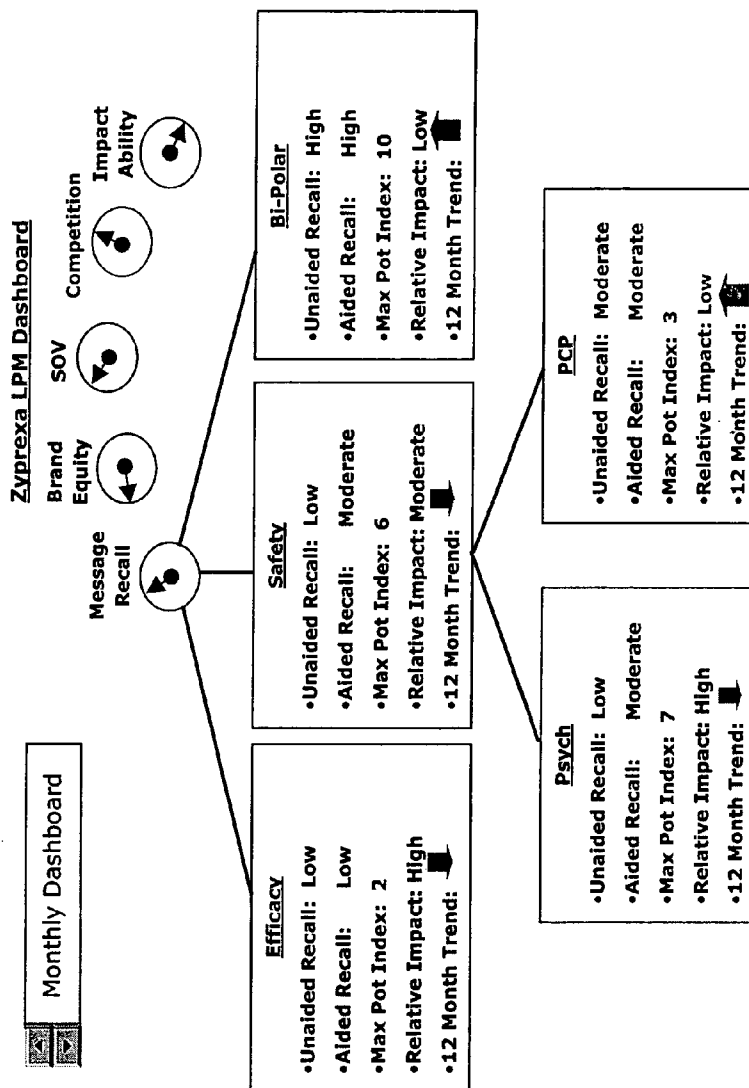 Monthly Dashboard
Zyprexa LPM Dashboard
Message
Recall
Brand
Equity
SOV
Competition
Impact
Ability
Efficacy
•Unaided Recall: Low
•Aided Recall: Low
•Max Pot Index: 2
•Relative Impact: High
•12 Month Trend:
Safety
•Unaided Recall: Low
•Aided Recall: Moderate
•Max Pot Index: 6
•Relative Impact: Moderate
•12 Month Trend:
Bi-Polar
•Unaided Recall: High
•Aided Recall: High
•Max Pot Index: 10
•Relative Impact: Low
•12 Month Trend:
Psych
•Unaided Recall: Low
•Aided Recall: Moderate
•Max Pot Index: 7
•Relative Impact: High
•12 Month Trend:
PCP
•Unaided Recall: Moderate
•Aided Recall: Moderate
•Max Pot Index: 3
•Relative Impact: Low
•12 Month Trend: